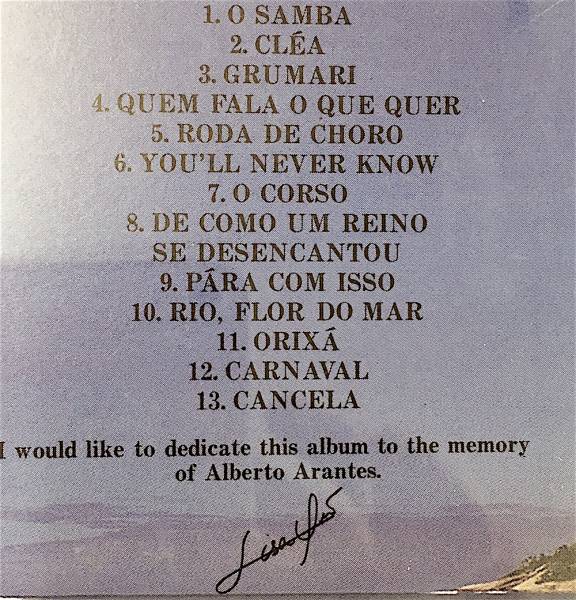 1. O SAMBA
2. CLÉA
3. GRUMARI
4. QUEM FALA O QUE QUER
5. RODA DE CHORO
6. YOU'LL NEVER KNOW
7. O CORSO
8. DE COMO UM REINO
SE DESENCANTOU
9. PÁRA COM ISSO
10. RIO, FLOR DO MAR
11. ORIXÁ
12. CARNAVAL
13. CANCELA
I would like to dedicate this album to the memory
of Alberto Arantes.